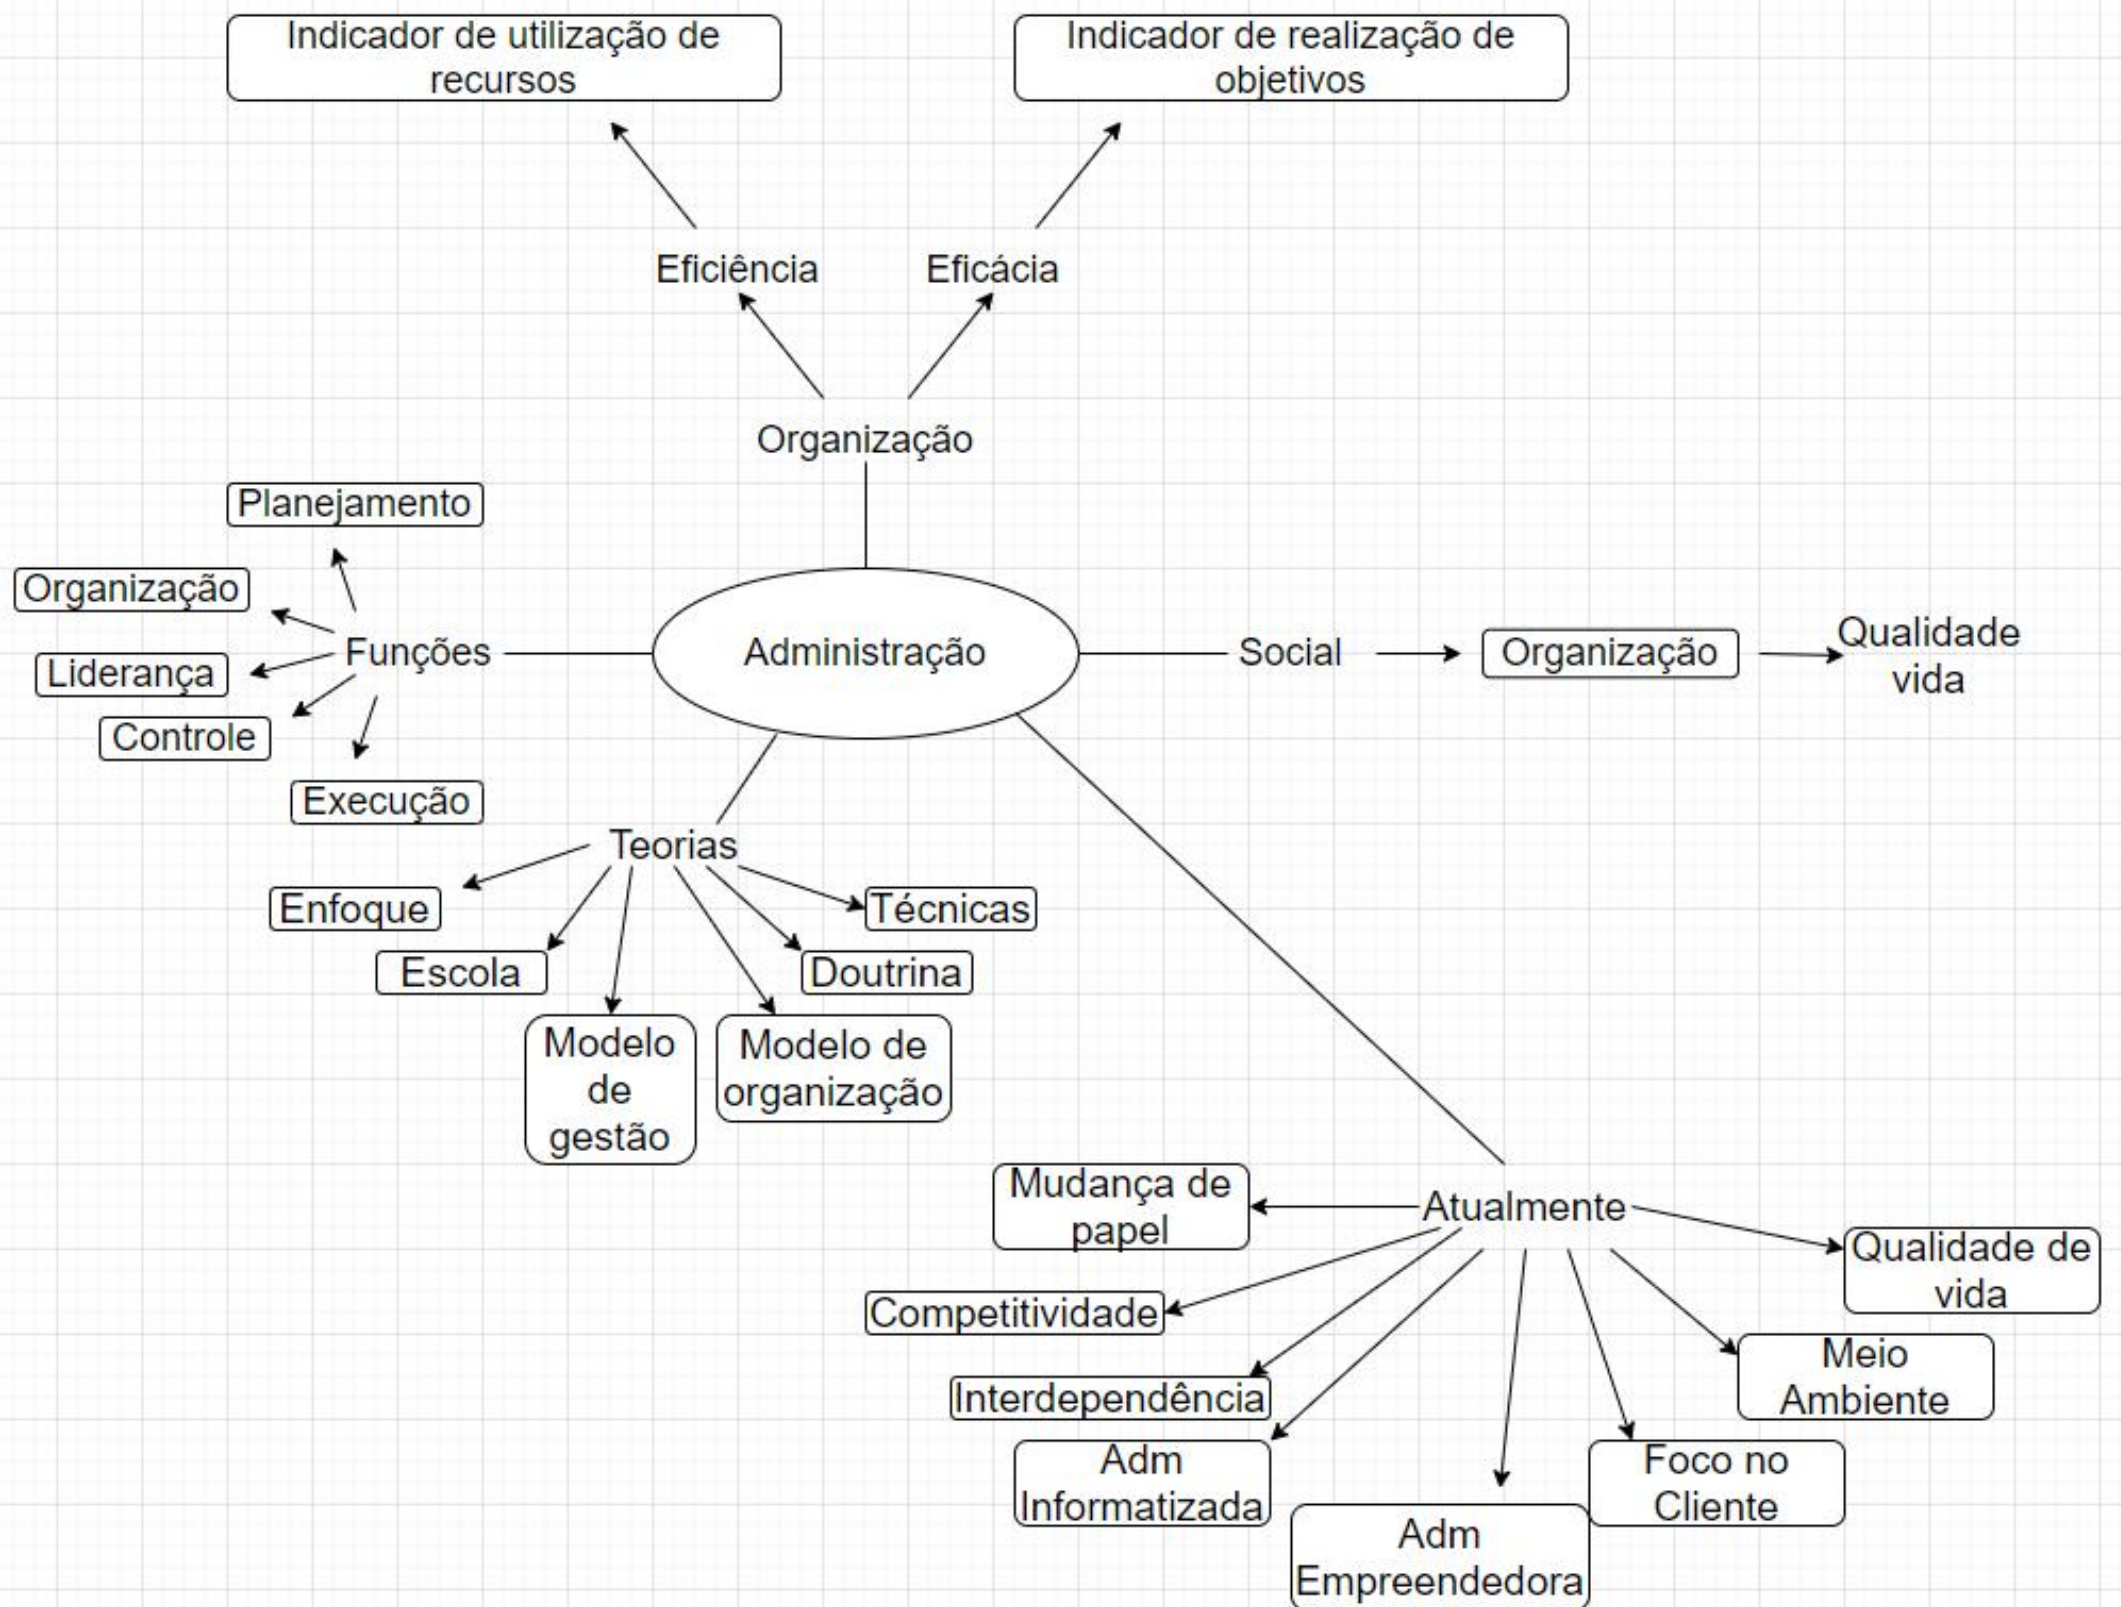 Indicador de utilização de
recursos
Indicador de realização de
objetivos
Eficiência
Eficácia
Organização
Planejamento
Organização
Liderança
Controle
Execução
Funções
Administração
Social
Organização
Qualidade
vida
Teorias
Enfoque
Escola
Modelo
de
gestão
Modelo de
organização
Doutrina
Técnicas
Atualmente
Mudança de
papel
Competitividade
Interdependência
Adm
Informatizada
Adm
Empreendedora
Foco no
Cliente
Meio
Ambiente
Qualidade de
vida